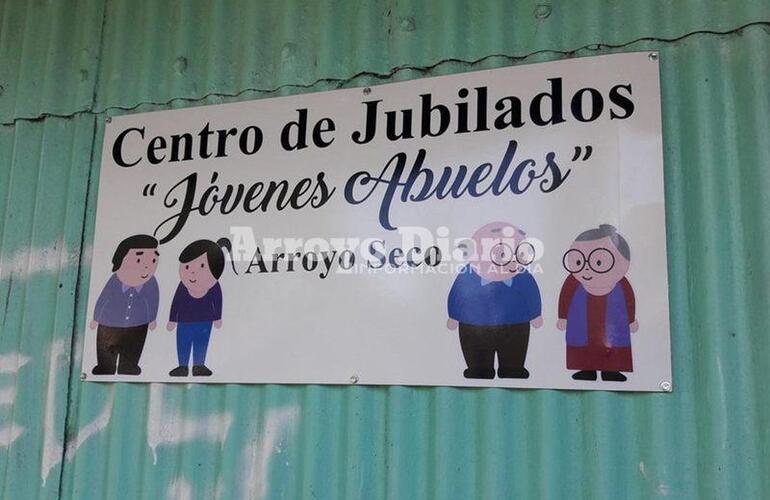 Centro de Jubilados
"Jóvenes Abuelos"
Arroyo Seco
Arroyo Diario
INFORMACIÓN AL DÍA